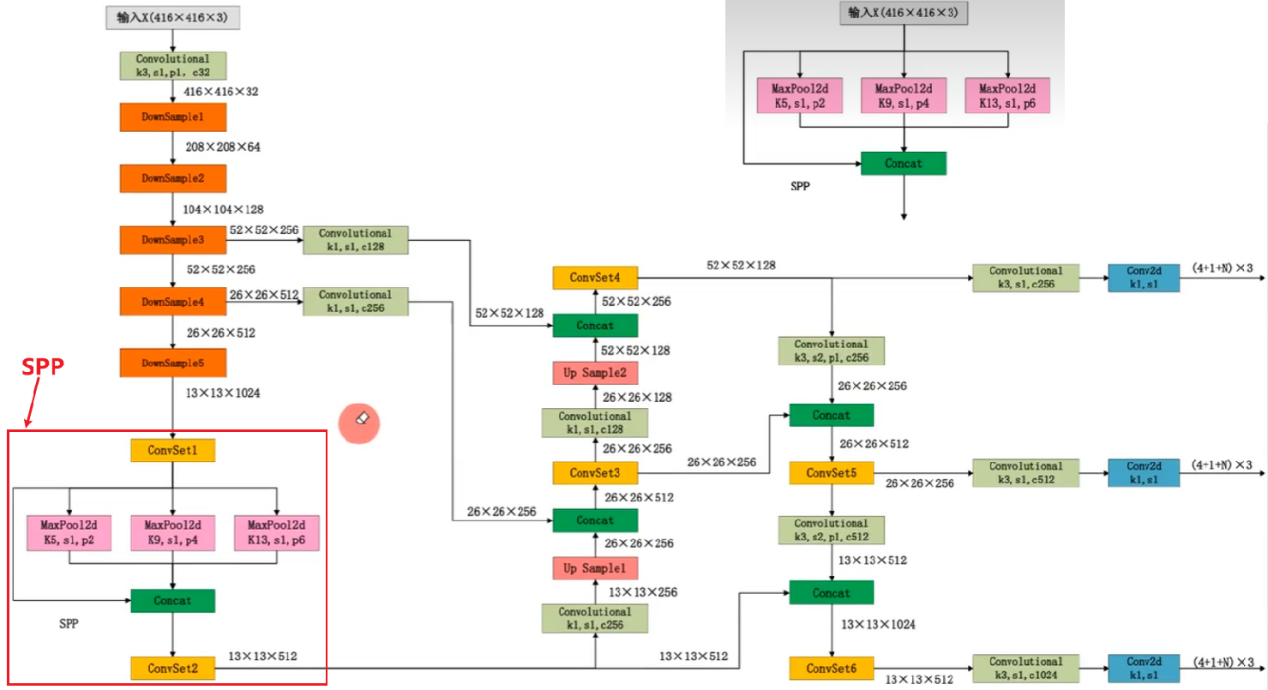 输入X(416×416×3)
Convolutional
k3,s1,p1, c32
416×416×32
DownSample1
208×208×64
DownSample2
104×104×128
DownSample3
52×52×256
Convolutional
k1,s1,c128
52×52×256
DownSample4
26×26×512
Convolutional
k1,s1,c256
26×26×512
DownSample5
13×13×1024
SPP
ConvSet1
MaxPool2d
K5,s1,p2
MaxPool2d
K9,s1,p4
MaxPool2d
K13,s1,p6
Concat
SPP
ConvSet2
13×13×512
输入X(416×416×3)
MaxPool2d
K5,s1,p2
MaxPool2d
K9,s1,p4
MaxPool2d
K13,s1,p6
Concat
SPP
ConvSet4
52×52×256
52×52×128
Concat
52×52×128
Up Sample2
26×26×128
Convolutional
k1,s1,c128
26×26×256
ConvSet3
26×26×512
26×26×256
Concat
26×26×256
Up Sample1
13×13×256
Convolutional
k1,s1,c256
52×52×128
Convolutional
k3,s1,c256
Conv2d
k1,s1
(4+1+N)×3
Convolutional
k3,s2,p1,c256
26×26×256
Concat
26×26×256
26×26×512
ConvSet5
26×26×256
Convolutional
k3,s1,c512
Conv2d
k1,s1
(4+1+N)×3
Convolutional
k3,s2,p1,c512
13×13×512
Concat
13×13×512
13×13×1024
ConvSet6
13×13×512
Convolutional
k3,s1,c1024
Conv2d
k1,s1
(4+1+N)×3